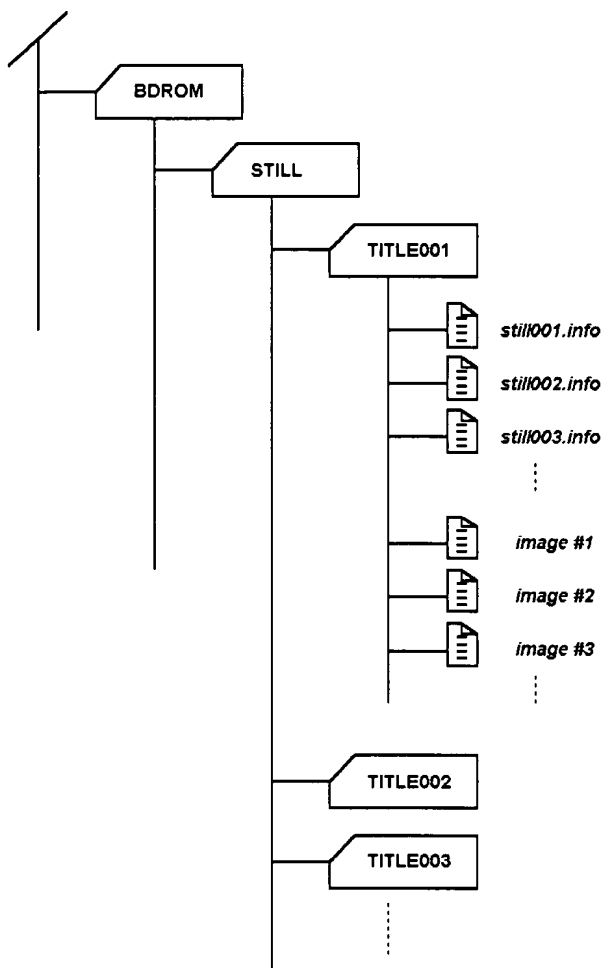 BDROM
STILL
TITLE001
still001.info
still002.info
still003.info
image #1
image #2
image #3
TITLE002
TITLE003